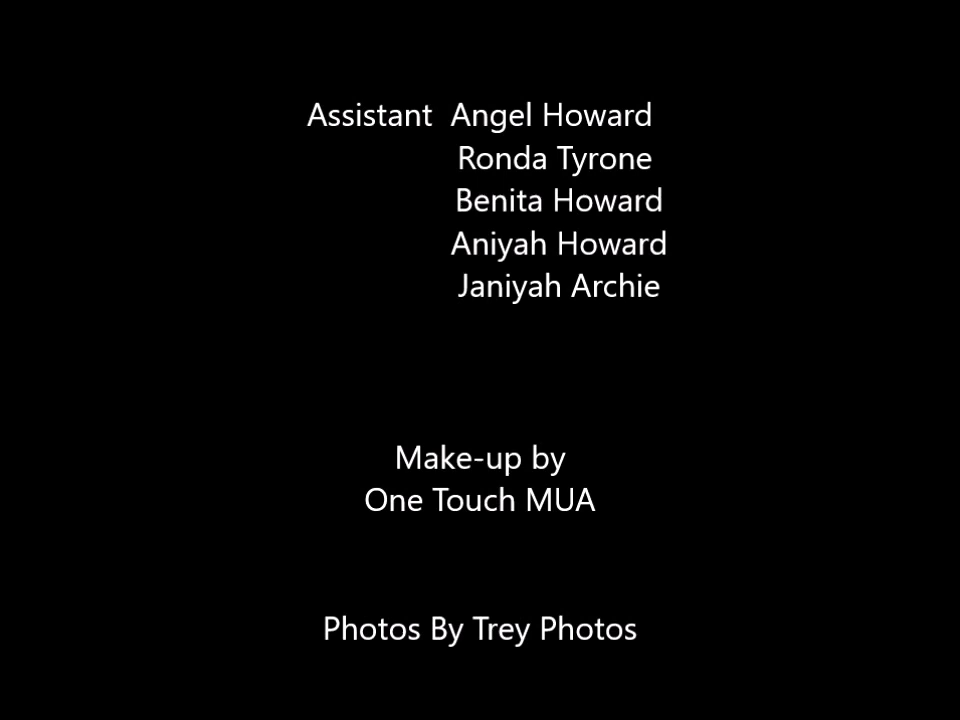 Assistant Angel Howard
Ronda Tyrone
Benita Howard
Aniyah Howard
Janiyah Archie
Make-up by
One Touch MUA
Photos By Trey Photos